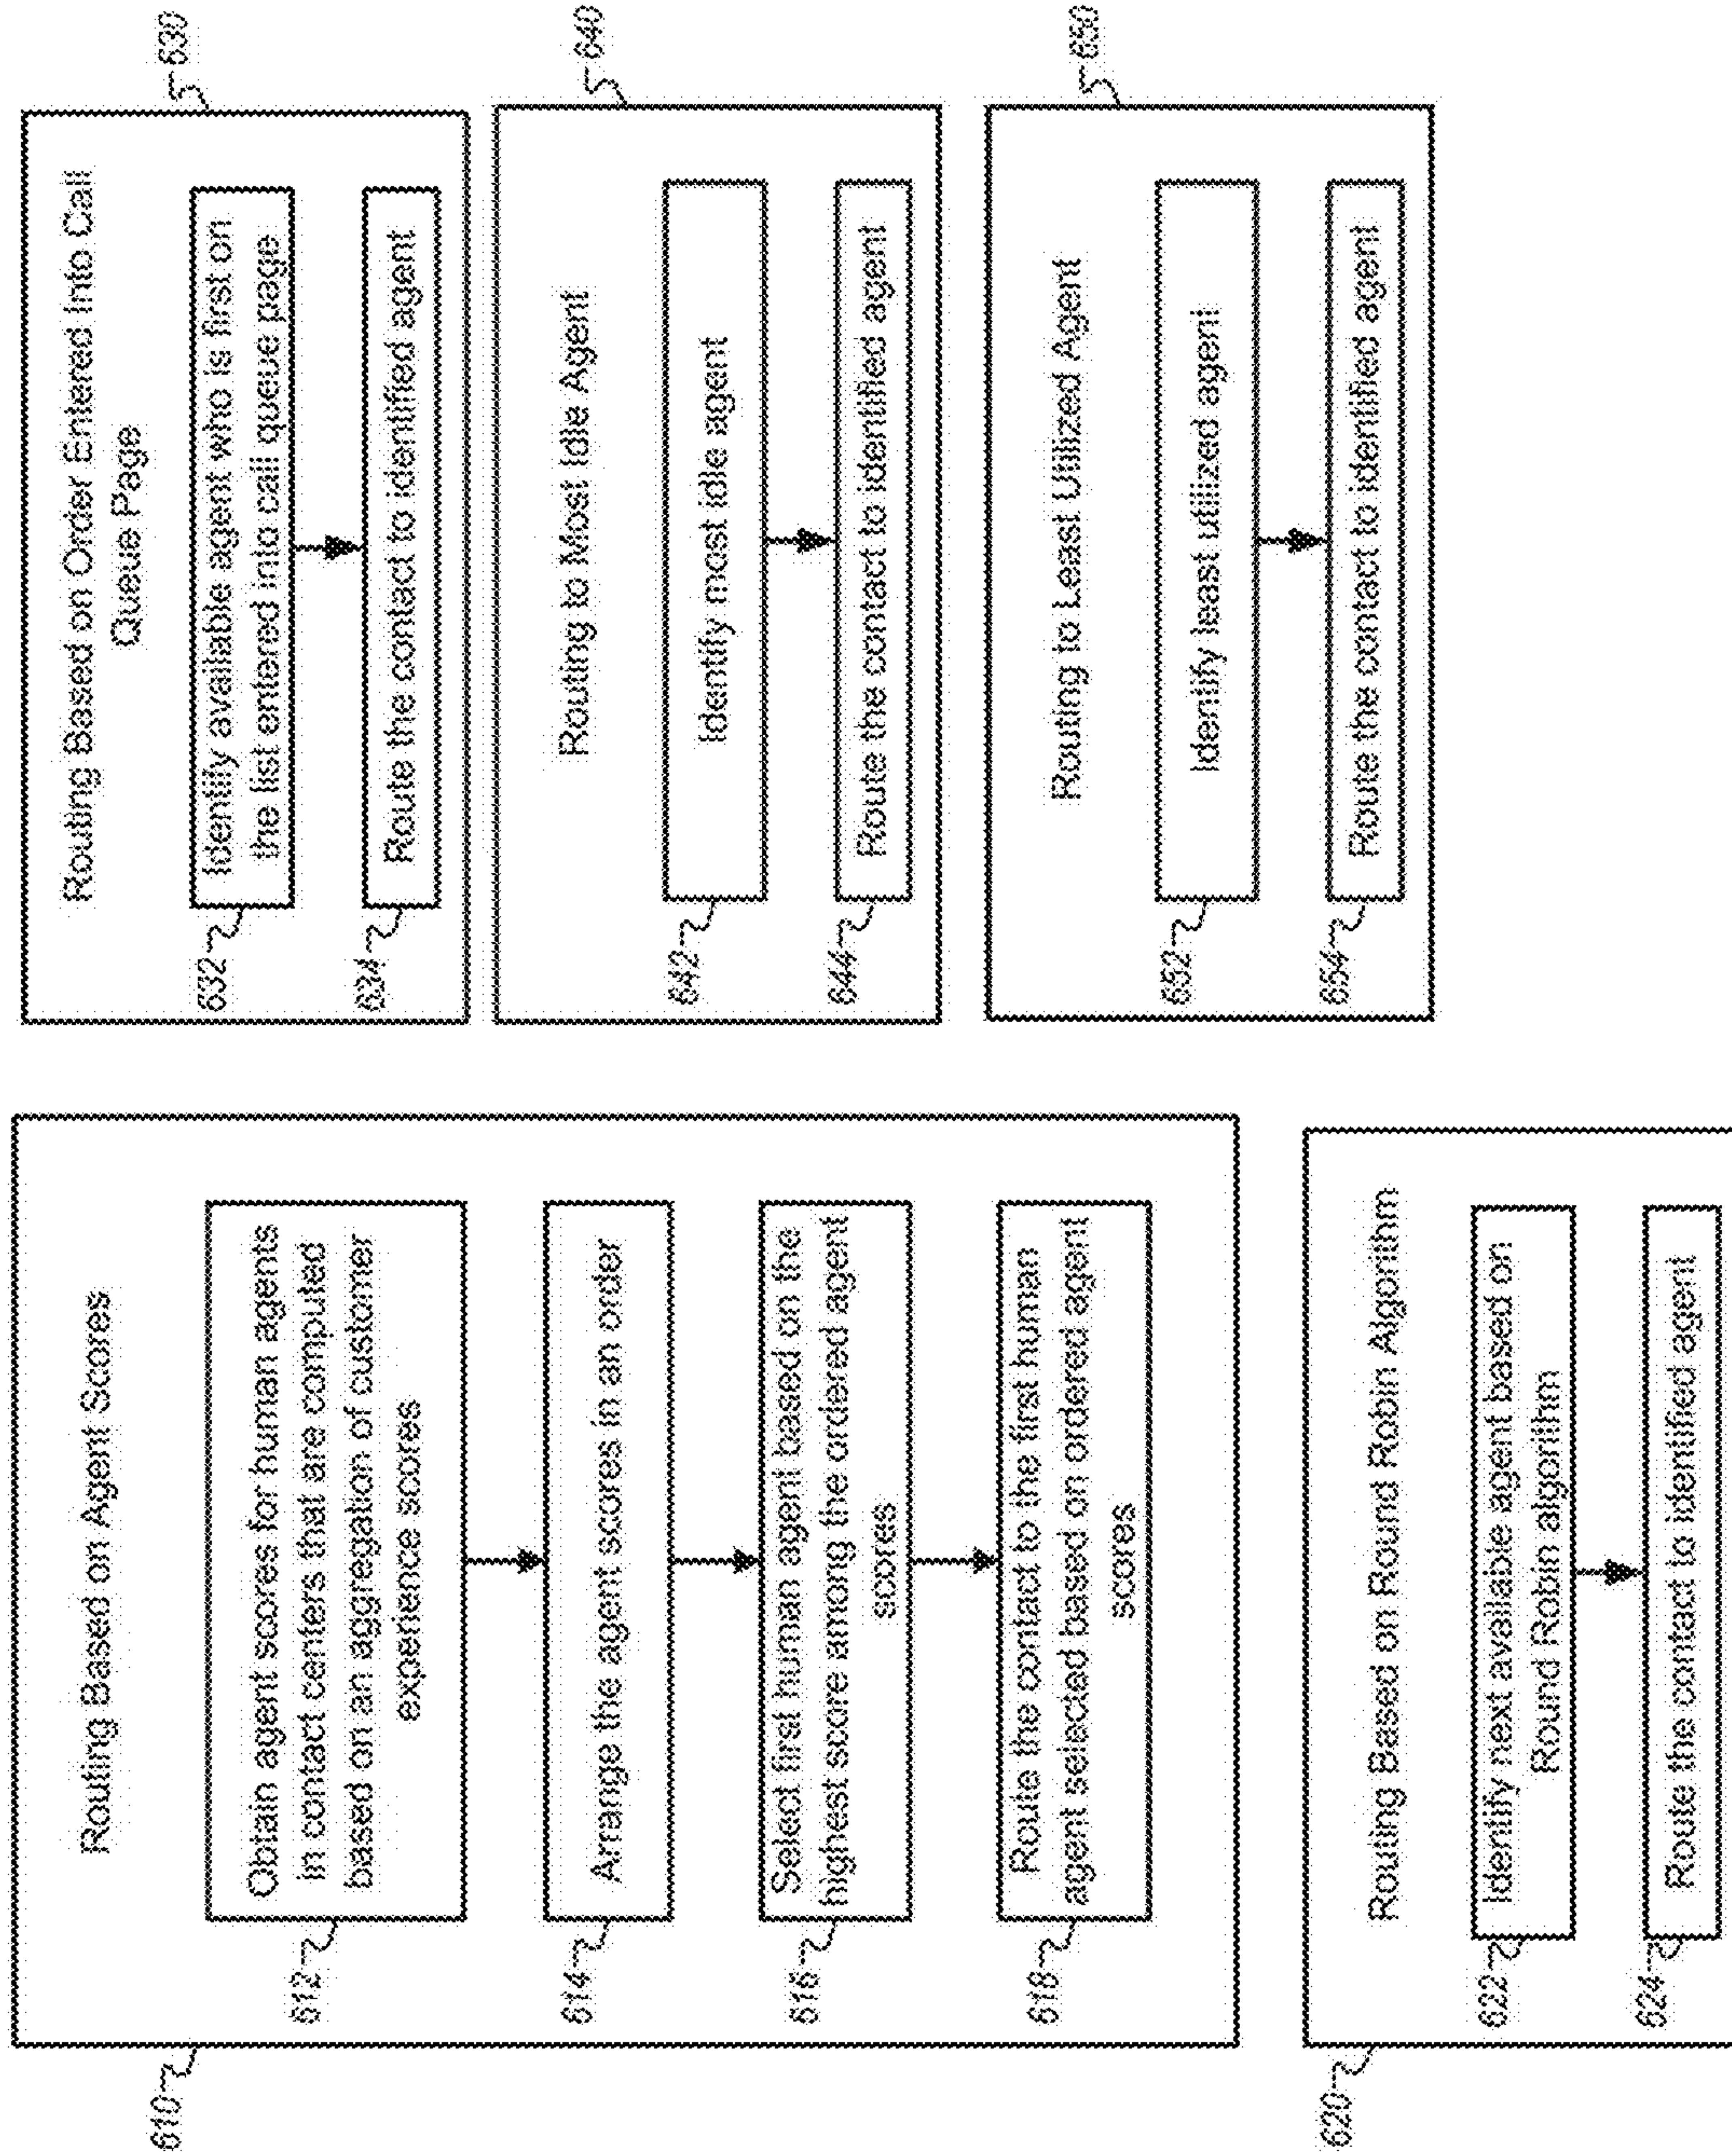 610
Routing Based on Agent Scores
612
Obtain agent scores for human agents
in contact centers that are computed
based on an aggregation of customer
experience scores
614
Arrange the agent scores in an order
616
Select first human agent based on the
highest score among the ordered agent
scores
618
Route the contact to the first human
agent selected based on ordered agent
scores
620
Routing Based on Round Robin Algorithm
622
Identify next available agent based on
Round Robin algorithm
624
Route the contact to identified agent
630
Routing Based on Order Entered Into Call
Queue Page
632
Identify available agent who is first on
the list entered into call queue page
634
Route the contact to identified agent
640
Routing to Most Idle Agent
642
Identify most idle agent
644
Route the contact to identified agent
650
Routing to Least Utilized Agent
652
Identify least utilized agent
654
Route the contact to identified agent